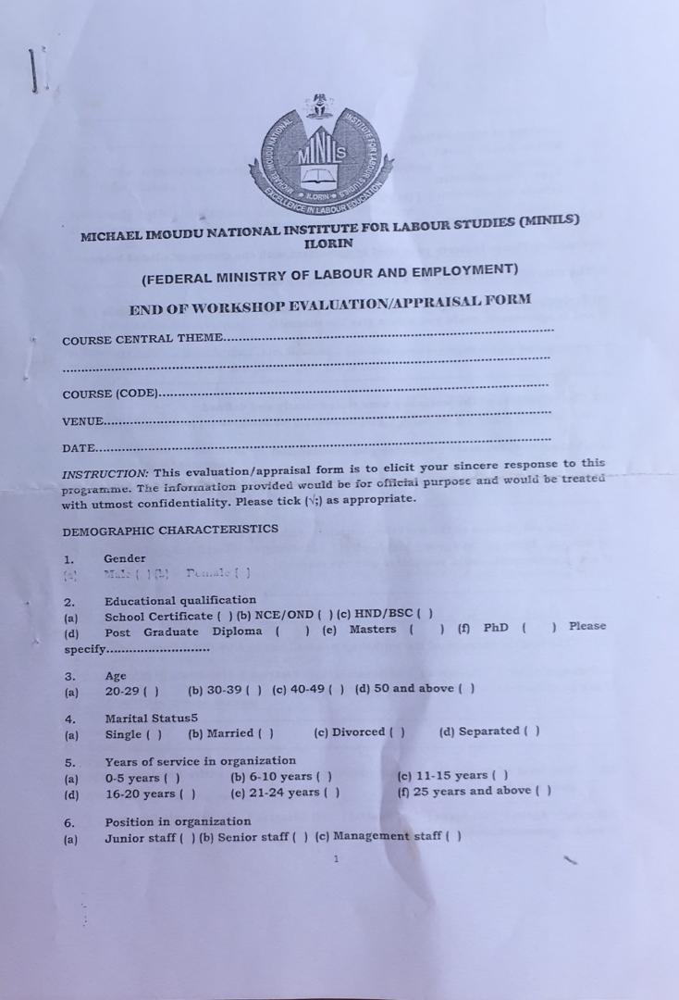 MICHAEL IMOUDU NATIONAL INSTITUTE FOR LABOUR STUDIES
MINILS
ILORIN
EXCELLENCE IN LABOUR EDUCATION
MICHAEL IMOUDU NATIONAL INSTITUTE FOR LABOUR STUDIES (MINILS)
ILORIN
(FEDERAL MINISTRY OF LABOUR AND EMPLOYMENT)
END OF WORKSHOP EVALUATION/APPRAISAL FORM
COURSE CENTRAL THEME..............................................................
..............................................................................................
COURSE (CODE)..............................................................................
VENUE........................................................................................
DATE..........................................................................................
INSTRUCTION: This evaluation/appraisal form is to elicit your sincere response to this
programme. The information provided would be for official purpose and would be treated
with utmost confidentiality. Please tick (√;) as appropriate.
DEMOGRAPHIC CHARACTERISTICS
1. Gender
(a) Male ( ) (b) Female ( )
2. Educational qualification
(a) School Certificate ( ) (b) NCE/OND ( ) (c) HND/BSC ( )
(d) Post Graduate Diploma ( ) (e) Masters ( ) (f) PhD ( ) Please
specify............................
3. Age
(a) 20-29 ( ) (b) 30-39 ( ) (c) 40-49 ( ) (d) 50 and above ( )
4. Marital Status5
(a) Single ( ) (b) Married ( ) (c) Divorced ( ) (d) Separated ( )
5. Years of service in organization
(a) 0-5 years ( ) (b) 6-10 years ( ) (c) 11-15 years ( )
(d) 16-20 years ( ) (e) 21-24 years ( ) (f) 25 years and above ( )
6. Position in organization
(a) Junior staff ( ) (b) Senior staff ( ) (c) Management staff ( )
1